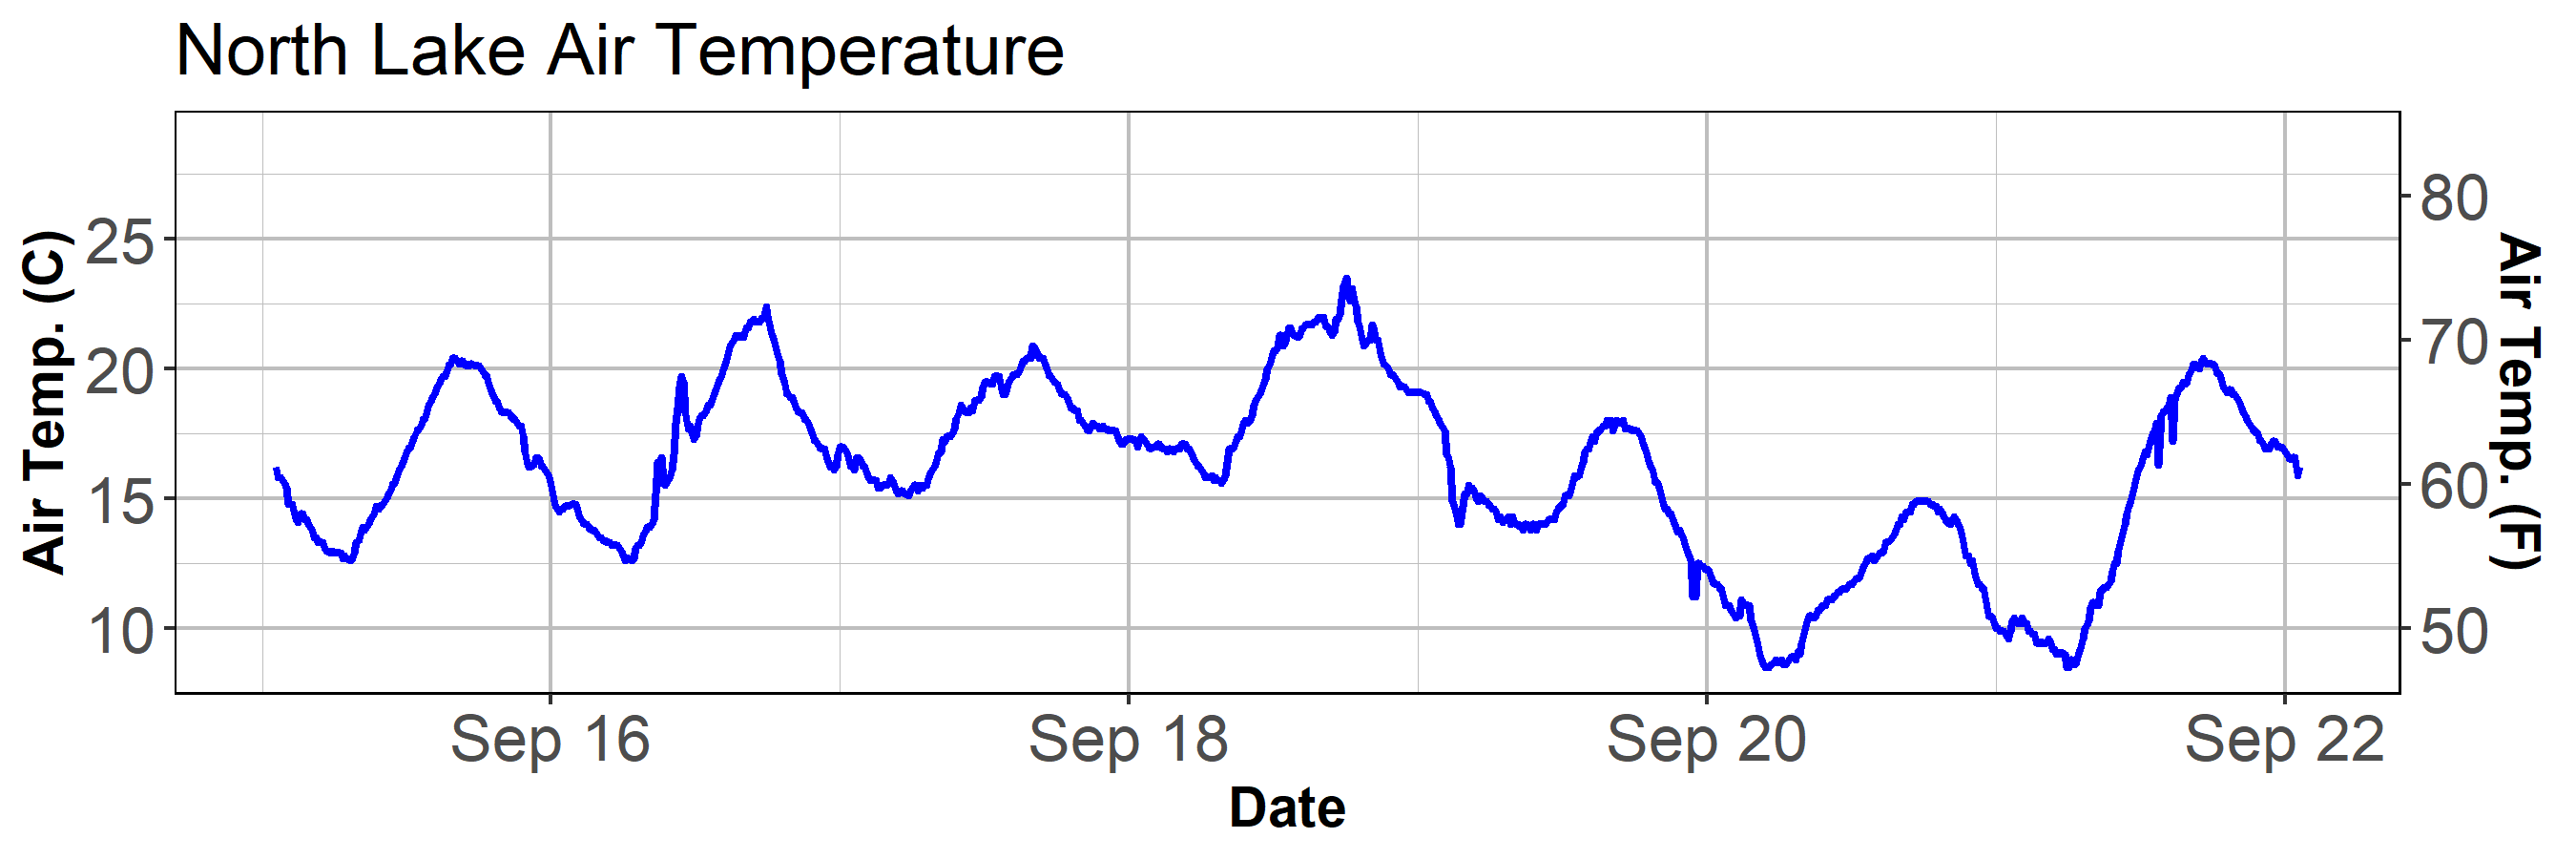 North Lake Air Temperature
Air Temp. (C)
25
20
15
10
80
70
60
50
Air Temp. (F)
Sep 16
Sep 18
Sep 20
Sep 22
Date